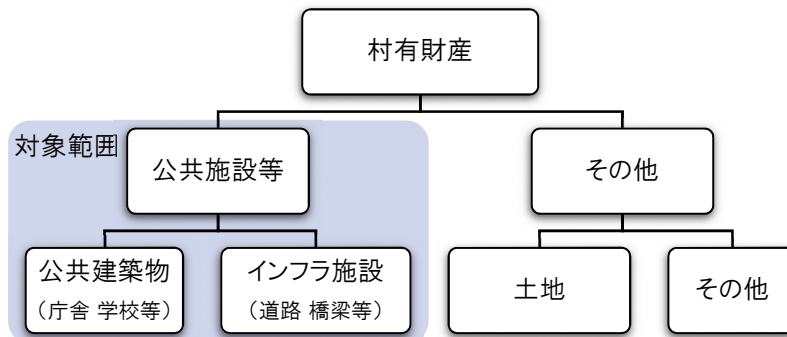 村有財産
対象範囲
公共施設等
その他
公共建築物
（庁舎 学校等）
インフラ施設
（道路 橋梁等）
土地
その他